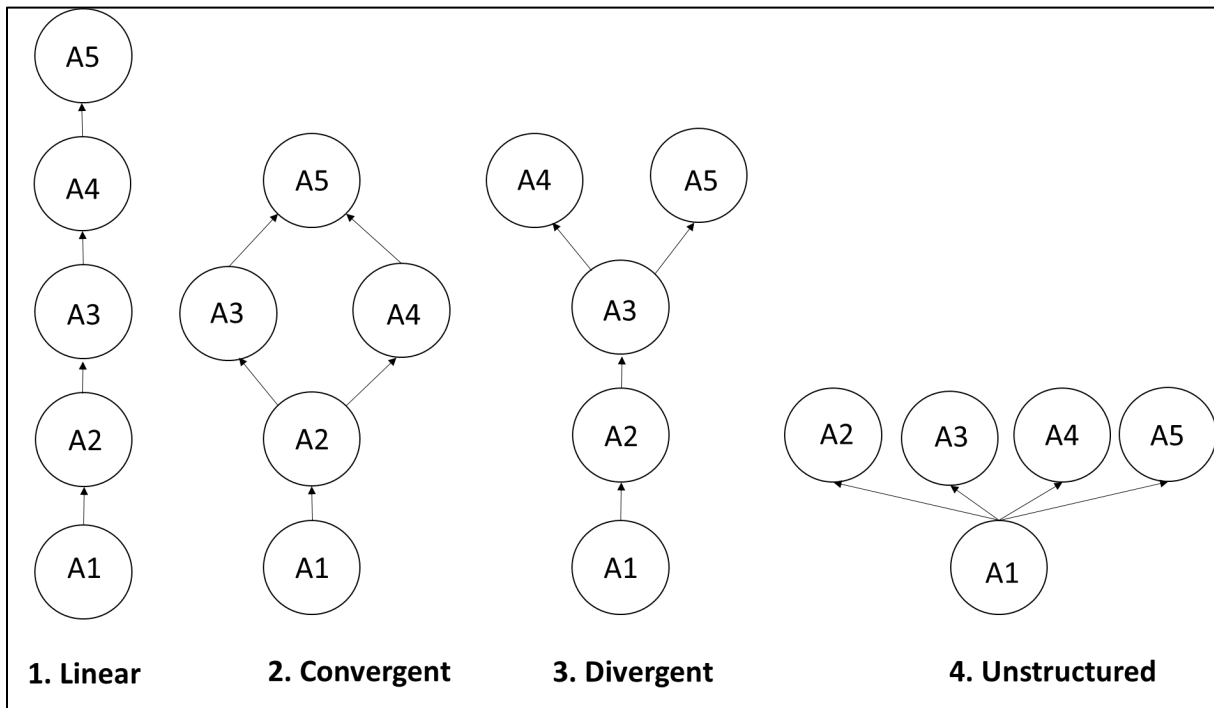 A5
A4
A3
A2
A1
1. Linear
A5
A3
A4
A2
A1
2. Convergent
A4
A5
A3
A2
A1
3. Divergent
A2
A3
A4
A5
A1
4. Unstructured